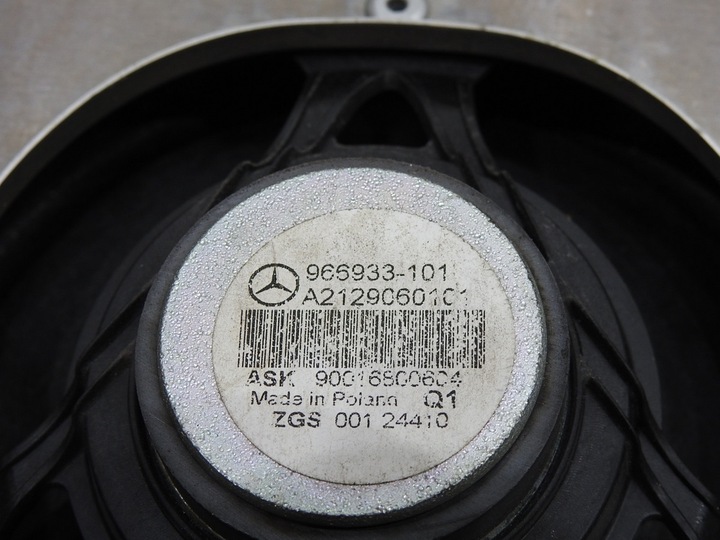 966933-101
A2129060101
ASK 90016800604
Made in Poland Q1
ZGS 001 24410